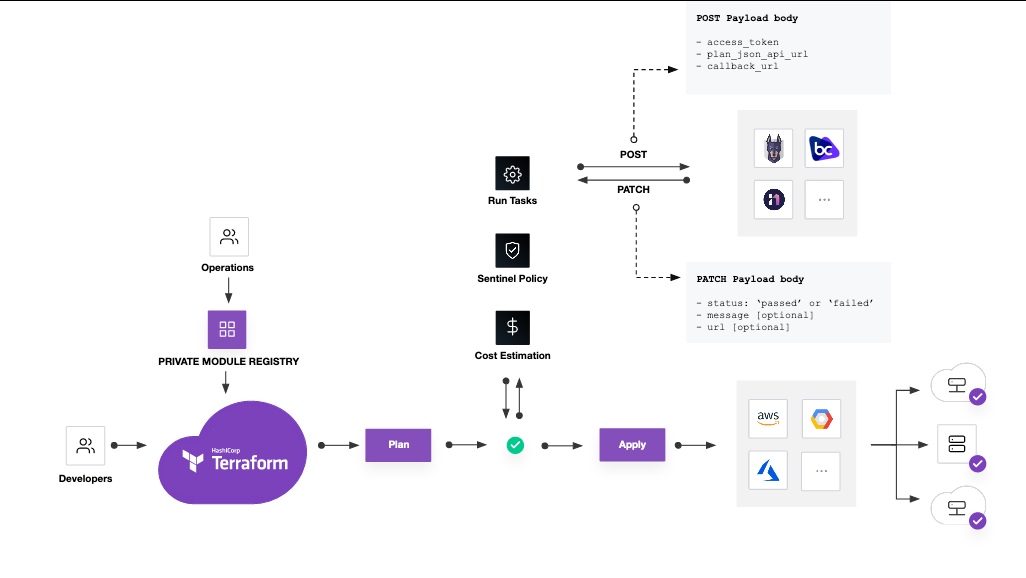 POST Payload body
- access_token
- plan_json_api_url
- callback_url
bc
POST
PATCH
Run Tasks
Sentinel Policy
Cost Estimation
PATCH Payload body
- status: ‘passed’ or ‘failed’
- message [optional]
- url [optional]
Operations
PRIVATE MODULE REGISTRY
Developers
HashiCorp
Terraform
Plan
Apply
aws